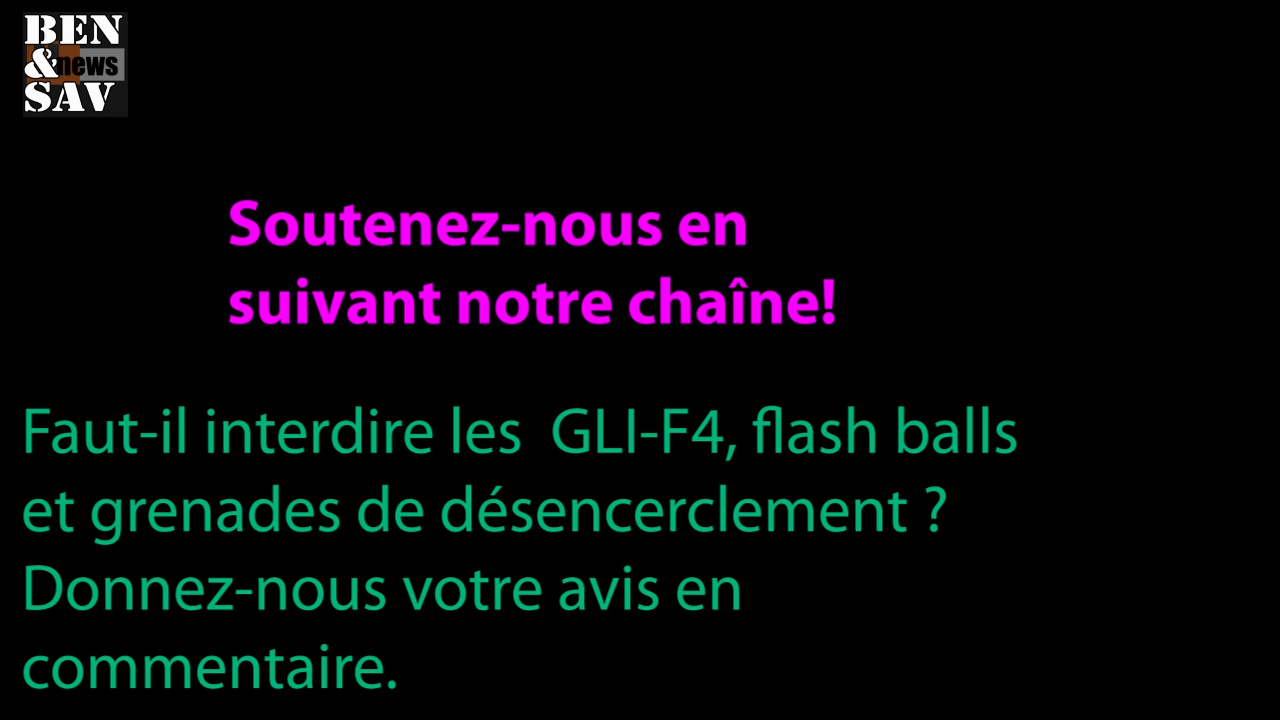 BEN
&news
SAV
Soutenez-nous en
suivant notre chaîne!
Faut-il interdire les  GLI-F4, flash balls
et grenades de désencerclement ?
Donnez-nous votre avis en
commentaire.